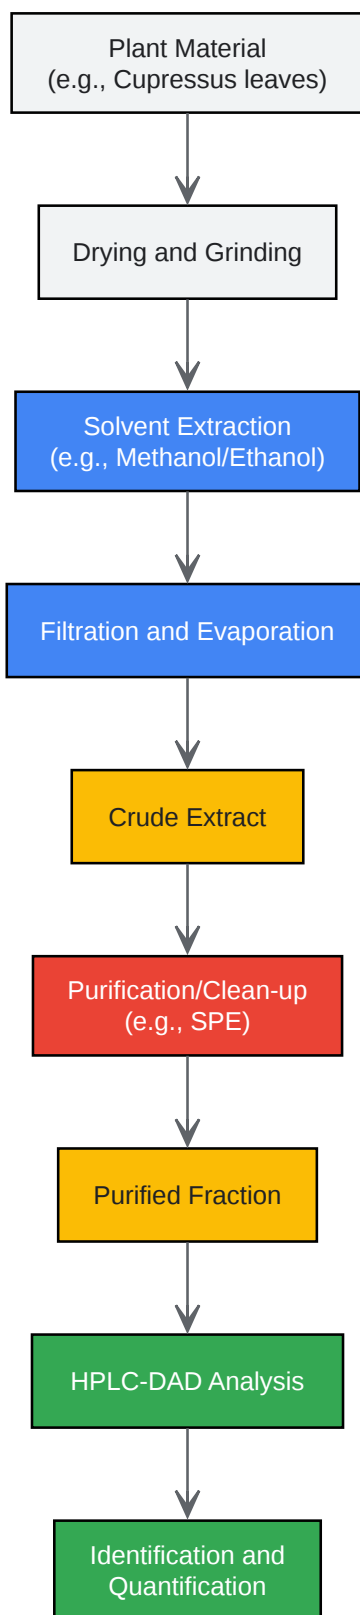 Plant Material
(e.g., Cupressus leaves)
Drying and Grinding
Solvent Extraction
(e.g., Methanol/Ethanol)
Filtration and Evaporation
Crude Extract
Purification/Clean-up
(e.g., SPE)
Purified Fraction
HPLC-DAD Analysis
Identification and
Quantification